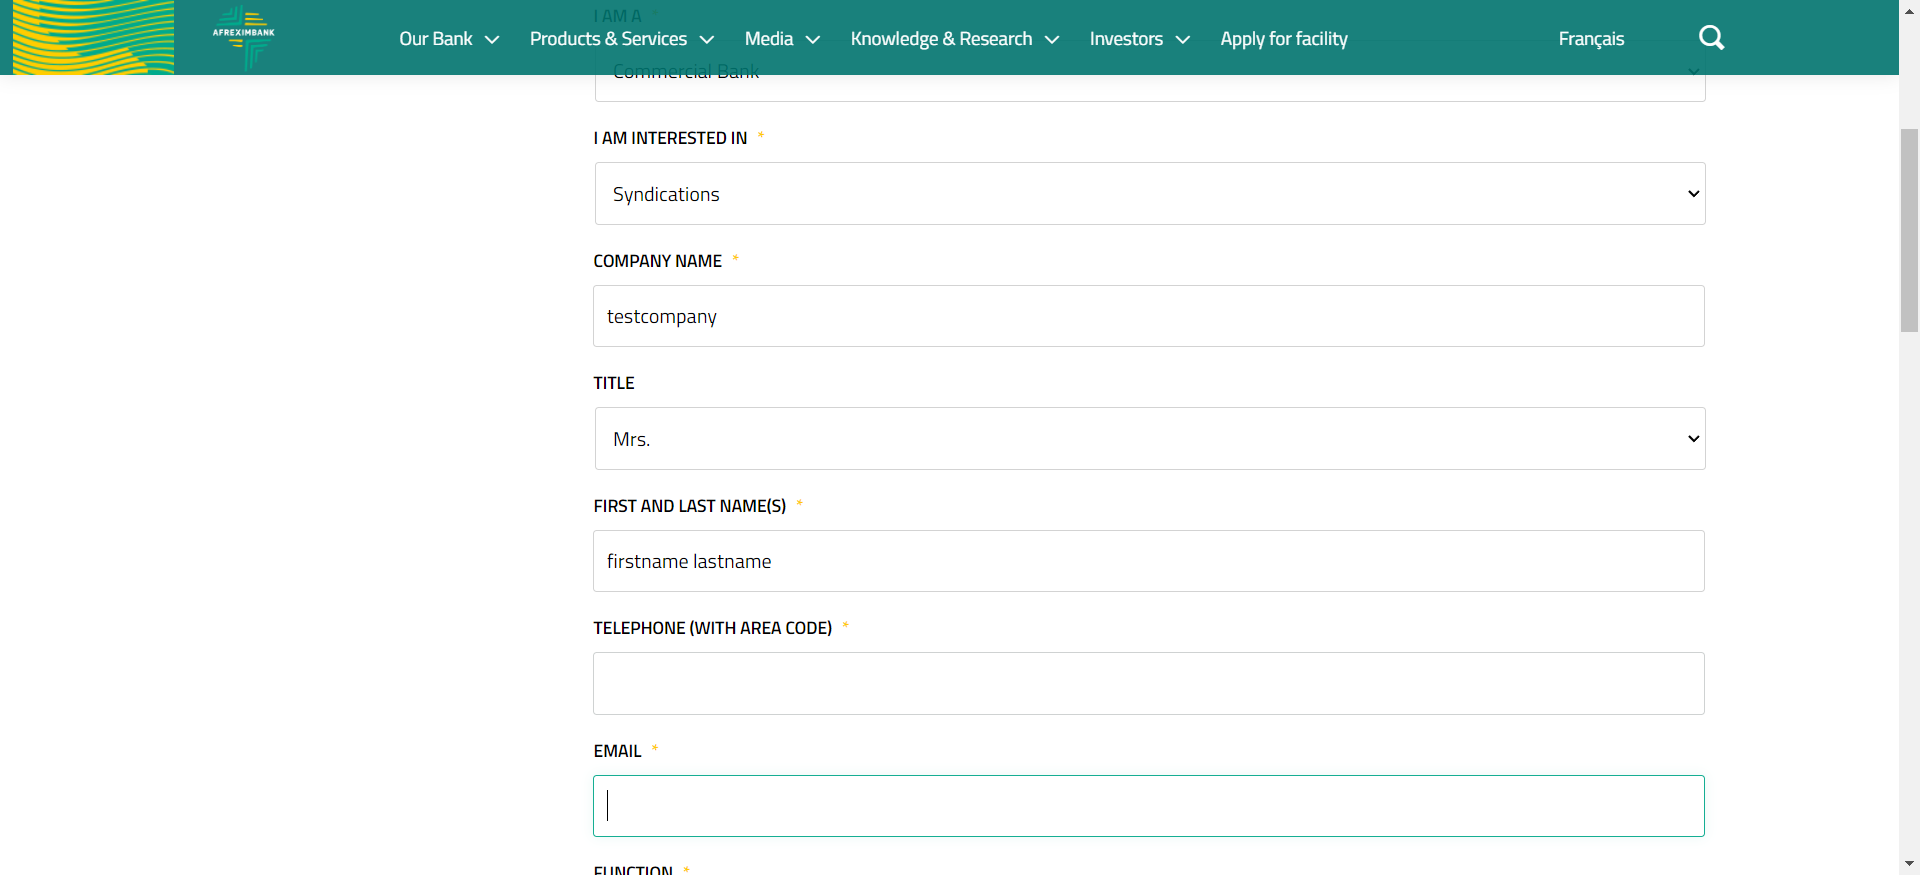 I AM A *
AFREXIMBANK
Our Bank
Products & Services
Media
Knowledge & Research
Investors
Apply for facility
Français
Commercial Bank
I AM INTERESTED IN *
Syndications
COMPANY NAME *
testcompany
TITLE
Mrs.
FIRST AND LAST NAME(S) *
firstname lastname
TELEPHONE (WITH AREA CODE) *
EMAIL *
FUNCTION *